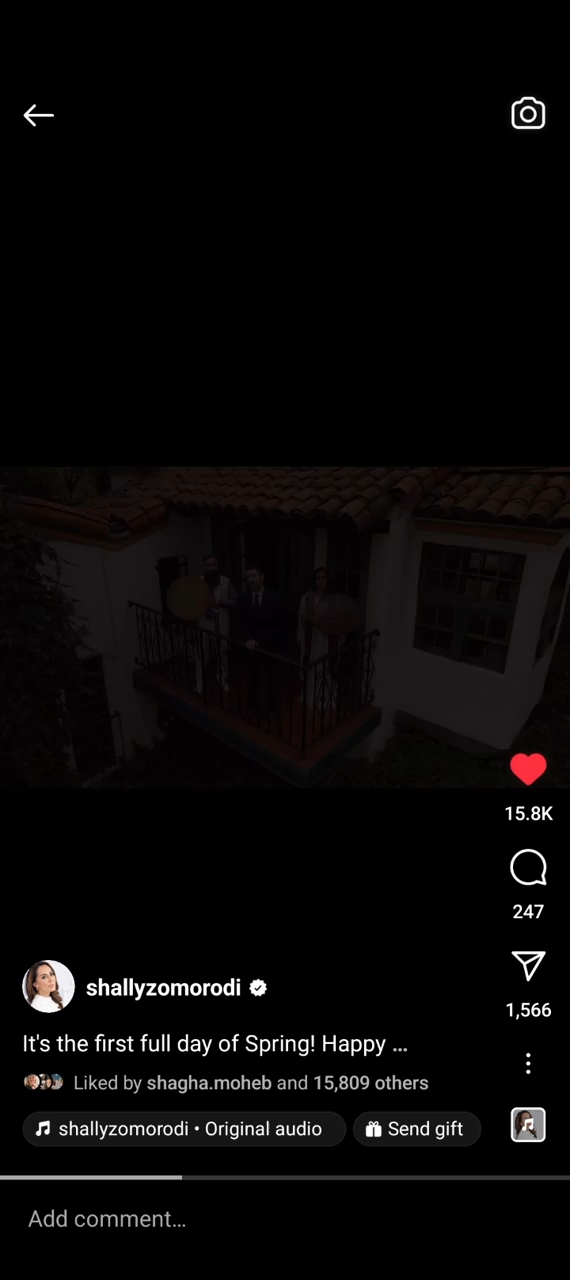 15.8K
247
shallyzomorodi
1,566
It's the first full day of Spring! Happy ...
Liked by shagha.moheb and 15,809 others
shallyzomorodi • Original audio
Send gift
Add comment...